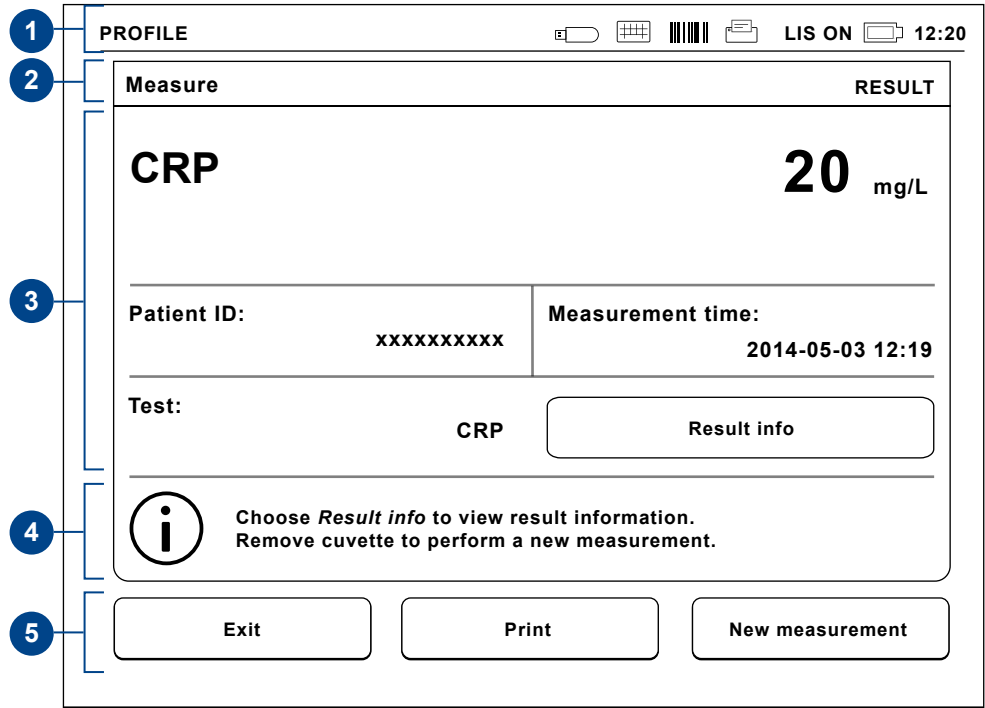 1
PROFILE LIS ON 12:20
2
Measure RESULT
CRP 20 mg/L
3
Patient ID: Measurement time:
xxxxxxxxxx 2014-05-03 12:19
Test:
CRP Result info
4
Choose Result info to view result information.
Remove cuvette to perform a new measurement.
5
Exit Print New measurement